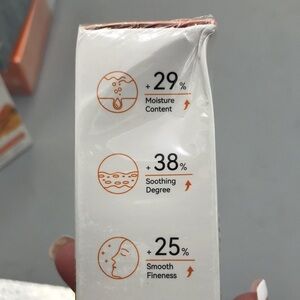 + 29%
Moisture
Content
+ 38%
Soothing
Degree
+ 25%
Smooth
Fineness